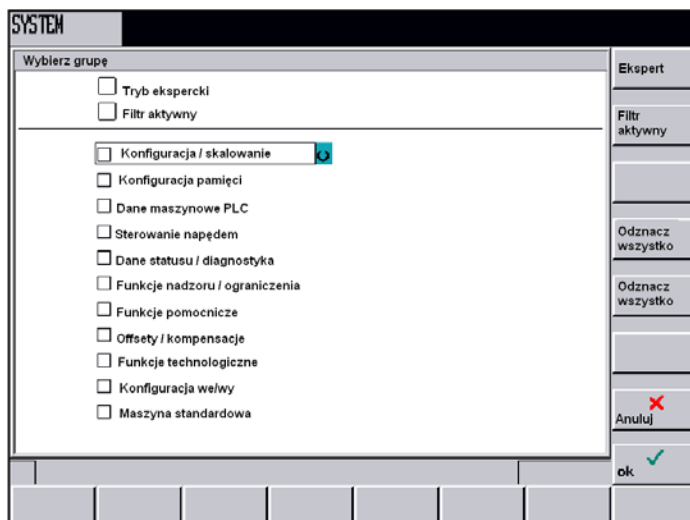 SYSTEM
Wybierz grupę
Tryb ekspercki
Filtr aktywny
Konfiguracja / skalowanie
Konfiguracja pamięci
Dane maszynowe PLC
Sterowanie napędem
Dane statusu / diagnostyka
Funkcje nadzoru / ograniczenia
Funkcje pomocnicze
Offsety / kompensacje
Funkcje technologiczne
Konfiguracja we/wy
Maszyna standardowa
Ekspert
Filtr
aktywny
Odznacz
wszystko
Odznacz
wszystko
Anuluj
ok